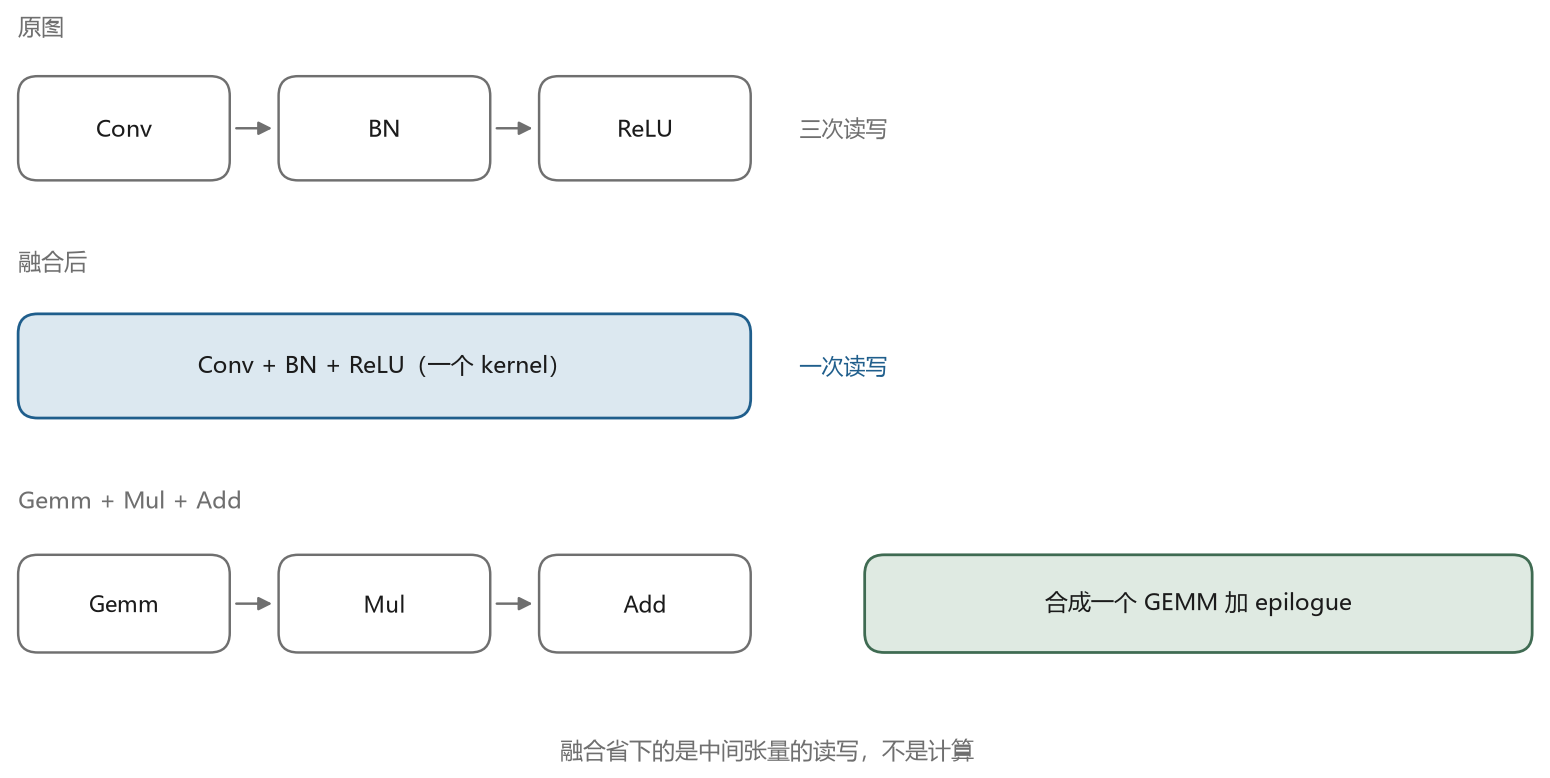 原图
Conv
BN
ReLU
三次读写
融合后
Conv + BN + ReLU（一个 kernel）
一次读写
Gemm + Mul + Add
Gemm
Mul
Add
合成一个 GEMM 加 epilogue
融合省下的是中间张量的读写，不是计算